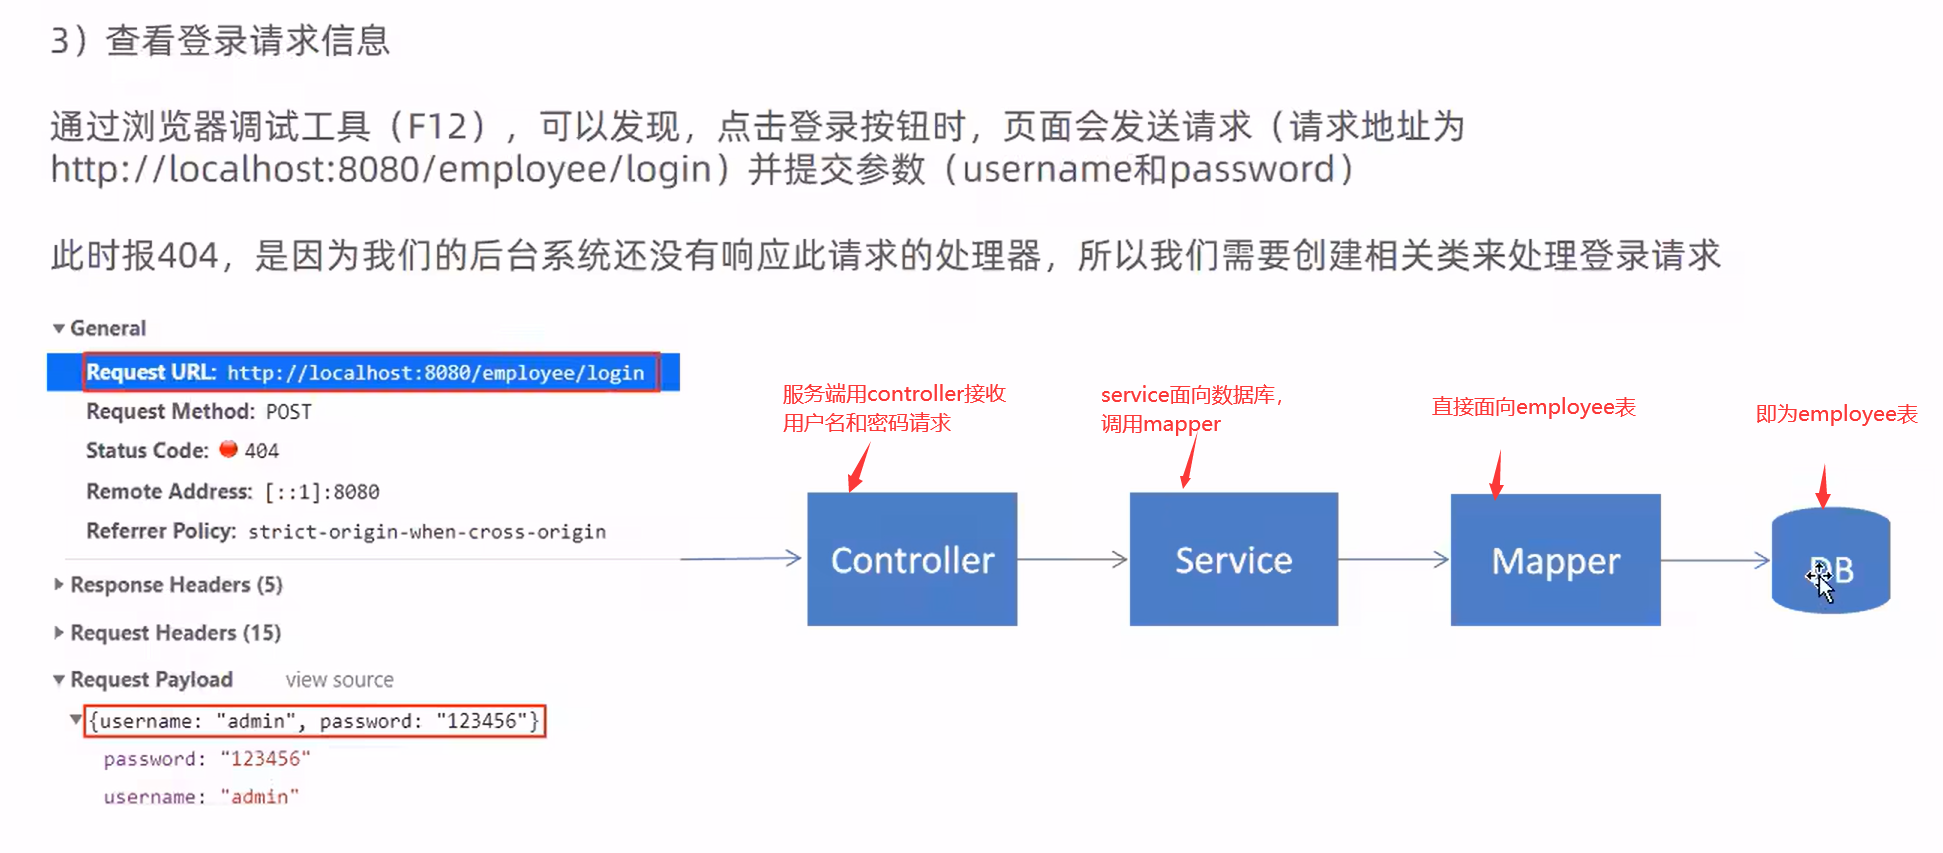 3）查看登录请求信息
通过浏览器调试工具（F12），可以发现，点击登录按钮时，页面会发送请求（请求地址为
http://localhost:8080/employee/login）并提交参数（username和password）
此时报404，是因为我们的后台系统还没有响应此请求的处理器，所以我们需要创建相关类来处理登录请求
General
Request URL: http://localhost:8080/employee/login
Request Method: POST
Status Code: 404
Remote Address: [::1]:8080
Referrer Policy: strict-origin-when-cross-origin
Response Headers (5)
Request Headers (15)
Request Payload view source
{username: "admin", password: "123456"}
password: "123456"
username: "admin"
服务端用controller接收
用户名和密码请求
service面向数据库，
调用mapper
直接面向employee表
即为employee表
Controller
Service
Mapper
DB